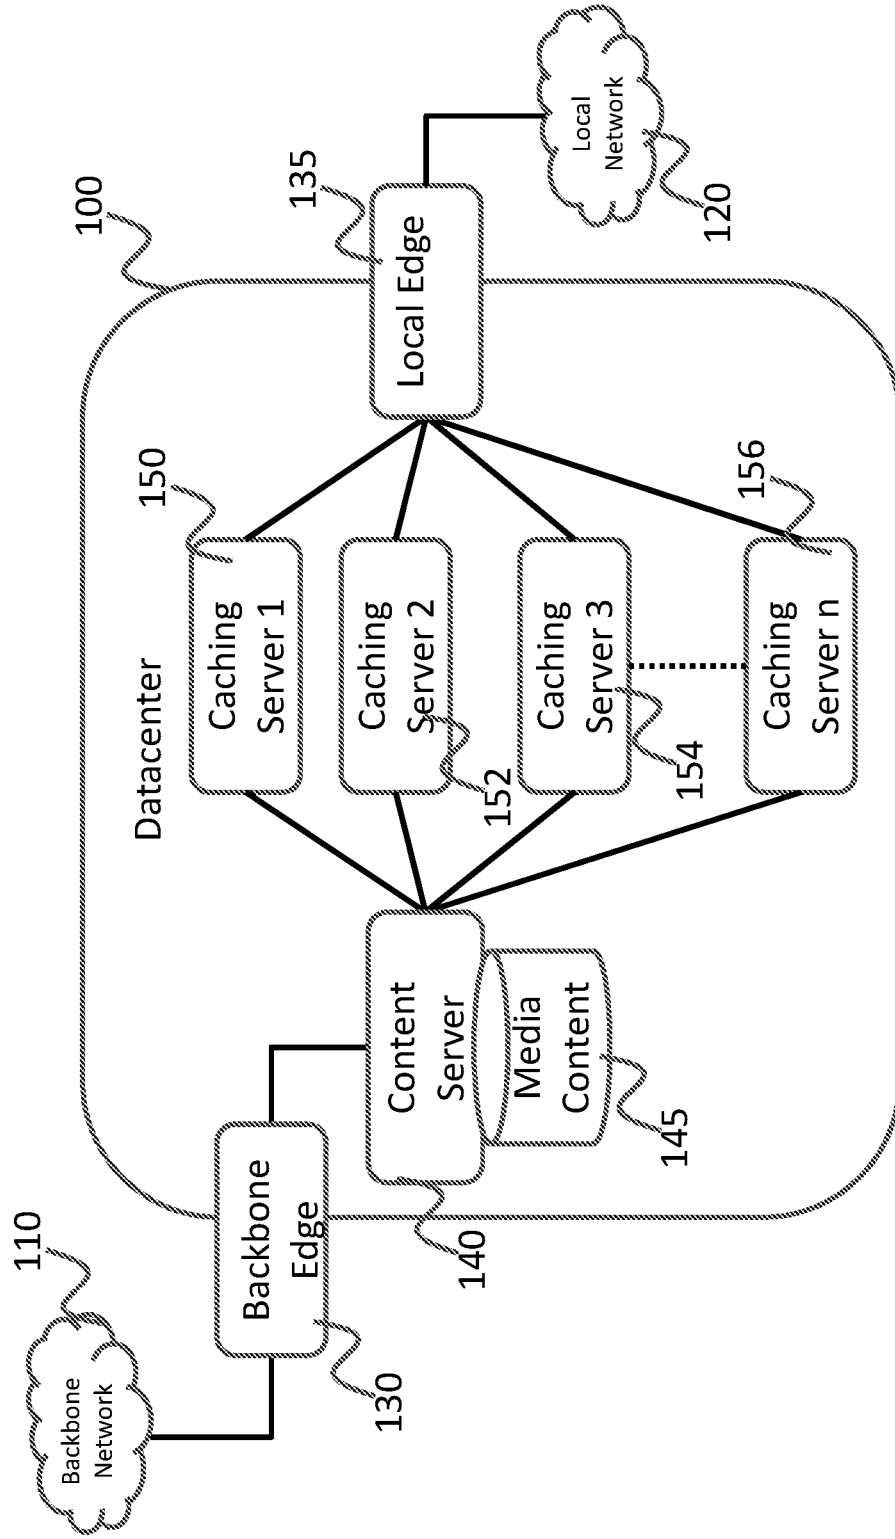 110
Backbone
Network
130
Backbone
Edge
Datacenter
100
140
Content
Server
Media
Content
145
Caching
Server 1
150
Caching
Server 2
152
Caching
Server 3
154
Caching
Server n
156
Local Edge
135
Local
Network
120